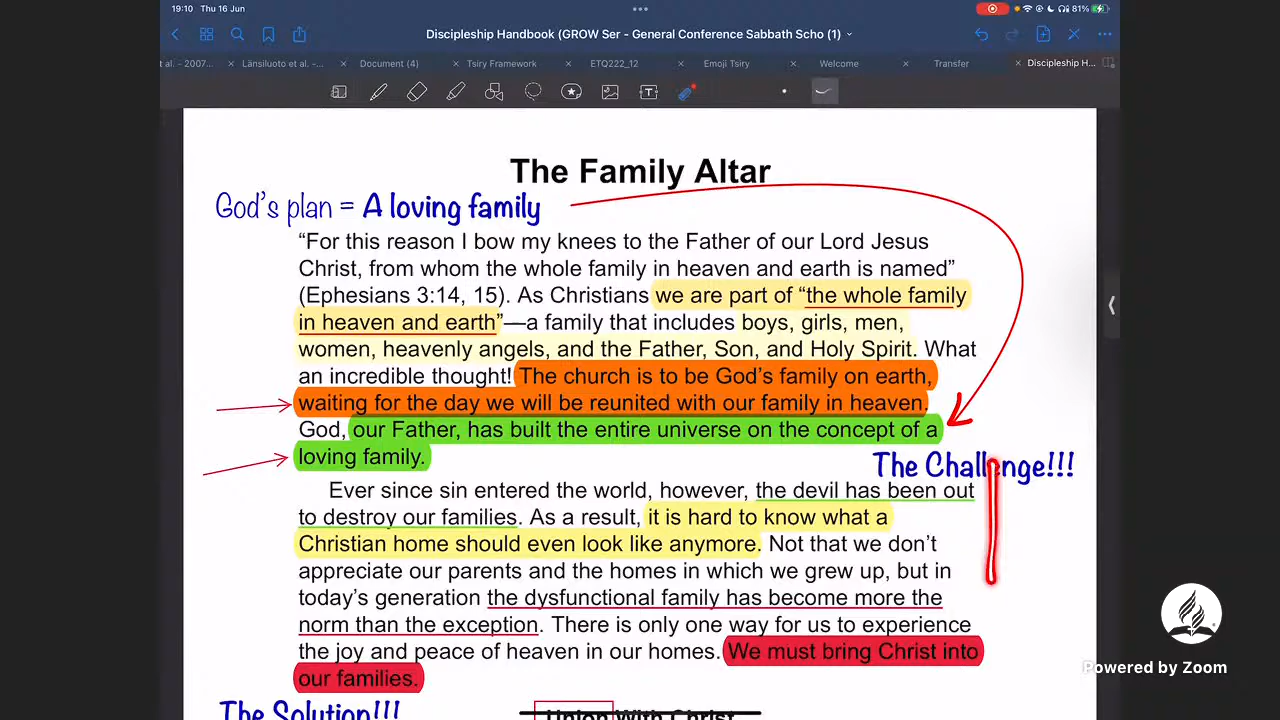 19:10 Thu 16 Jun
81%
Discipleship Handbook (GROW Ser - General Conference Sabbath Scho (1)
et al. - 2007...
Länsiluoto et al. -...
Document (4)
Tsiry Framework
ETQ222_12
Emoji Tsiry
Welcome
Transfer
Discipleship H...
The Family Altar
God's plan = A loving family
“For this reason I bow my knees to the Father of our Lord Jesus
Christ, from whom the whole family in heaven and earth is named”
(Ephesians 3:14, 15). As Christians we are part of “the whole family
in heaven and earth”—a family that includes boys, girls, men,
women, heavenly angels, and the Father, Son, and Holy Spirit. What
an incredible thought! The church is to be God’s family on earth,
waiting for the day we will be reunited with our family in heaven.
God, our Father, has built the entire universe on the concept of a
loving family.
The Challenge!!!
Ever since sin entered the world, however, the devil has been out
to destroy our families. As a result, it is hard to know what a
Christian home should even look like anymore. Not that we don’t
appreciate our parents and the homes in which we grew up, but in
today’s generation the dysfunctional family has become more the
norm than the exception. There is only one way for us to experience
the joy and peace of heaven in our homes. We must bring Christ into
our families.
The Solution!!!
Union With Christ
Powered by Zoom